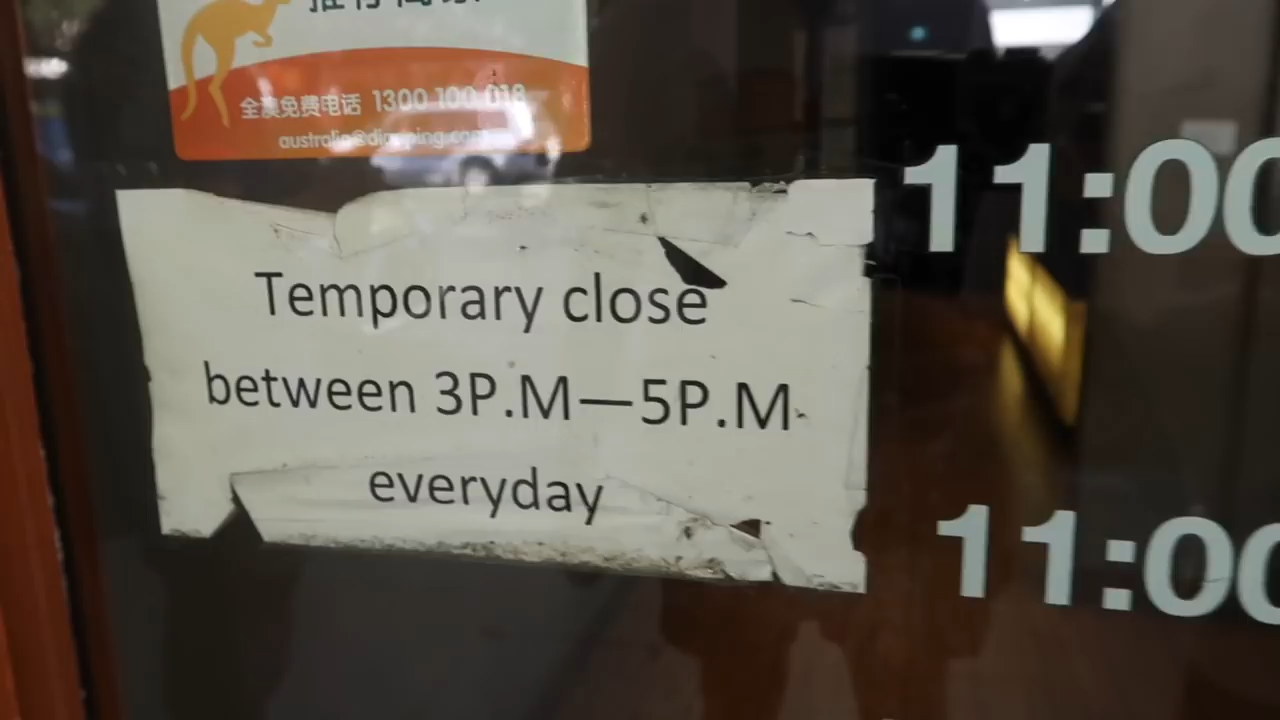 全澳免费电话 1300 100 018
Temporary close
between 3P.M—5P.M
everyday
11:00
11:00